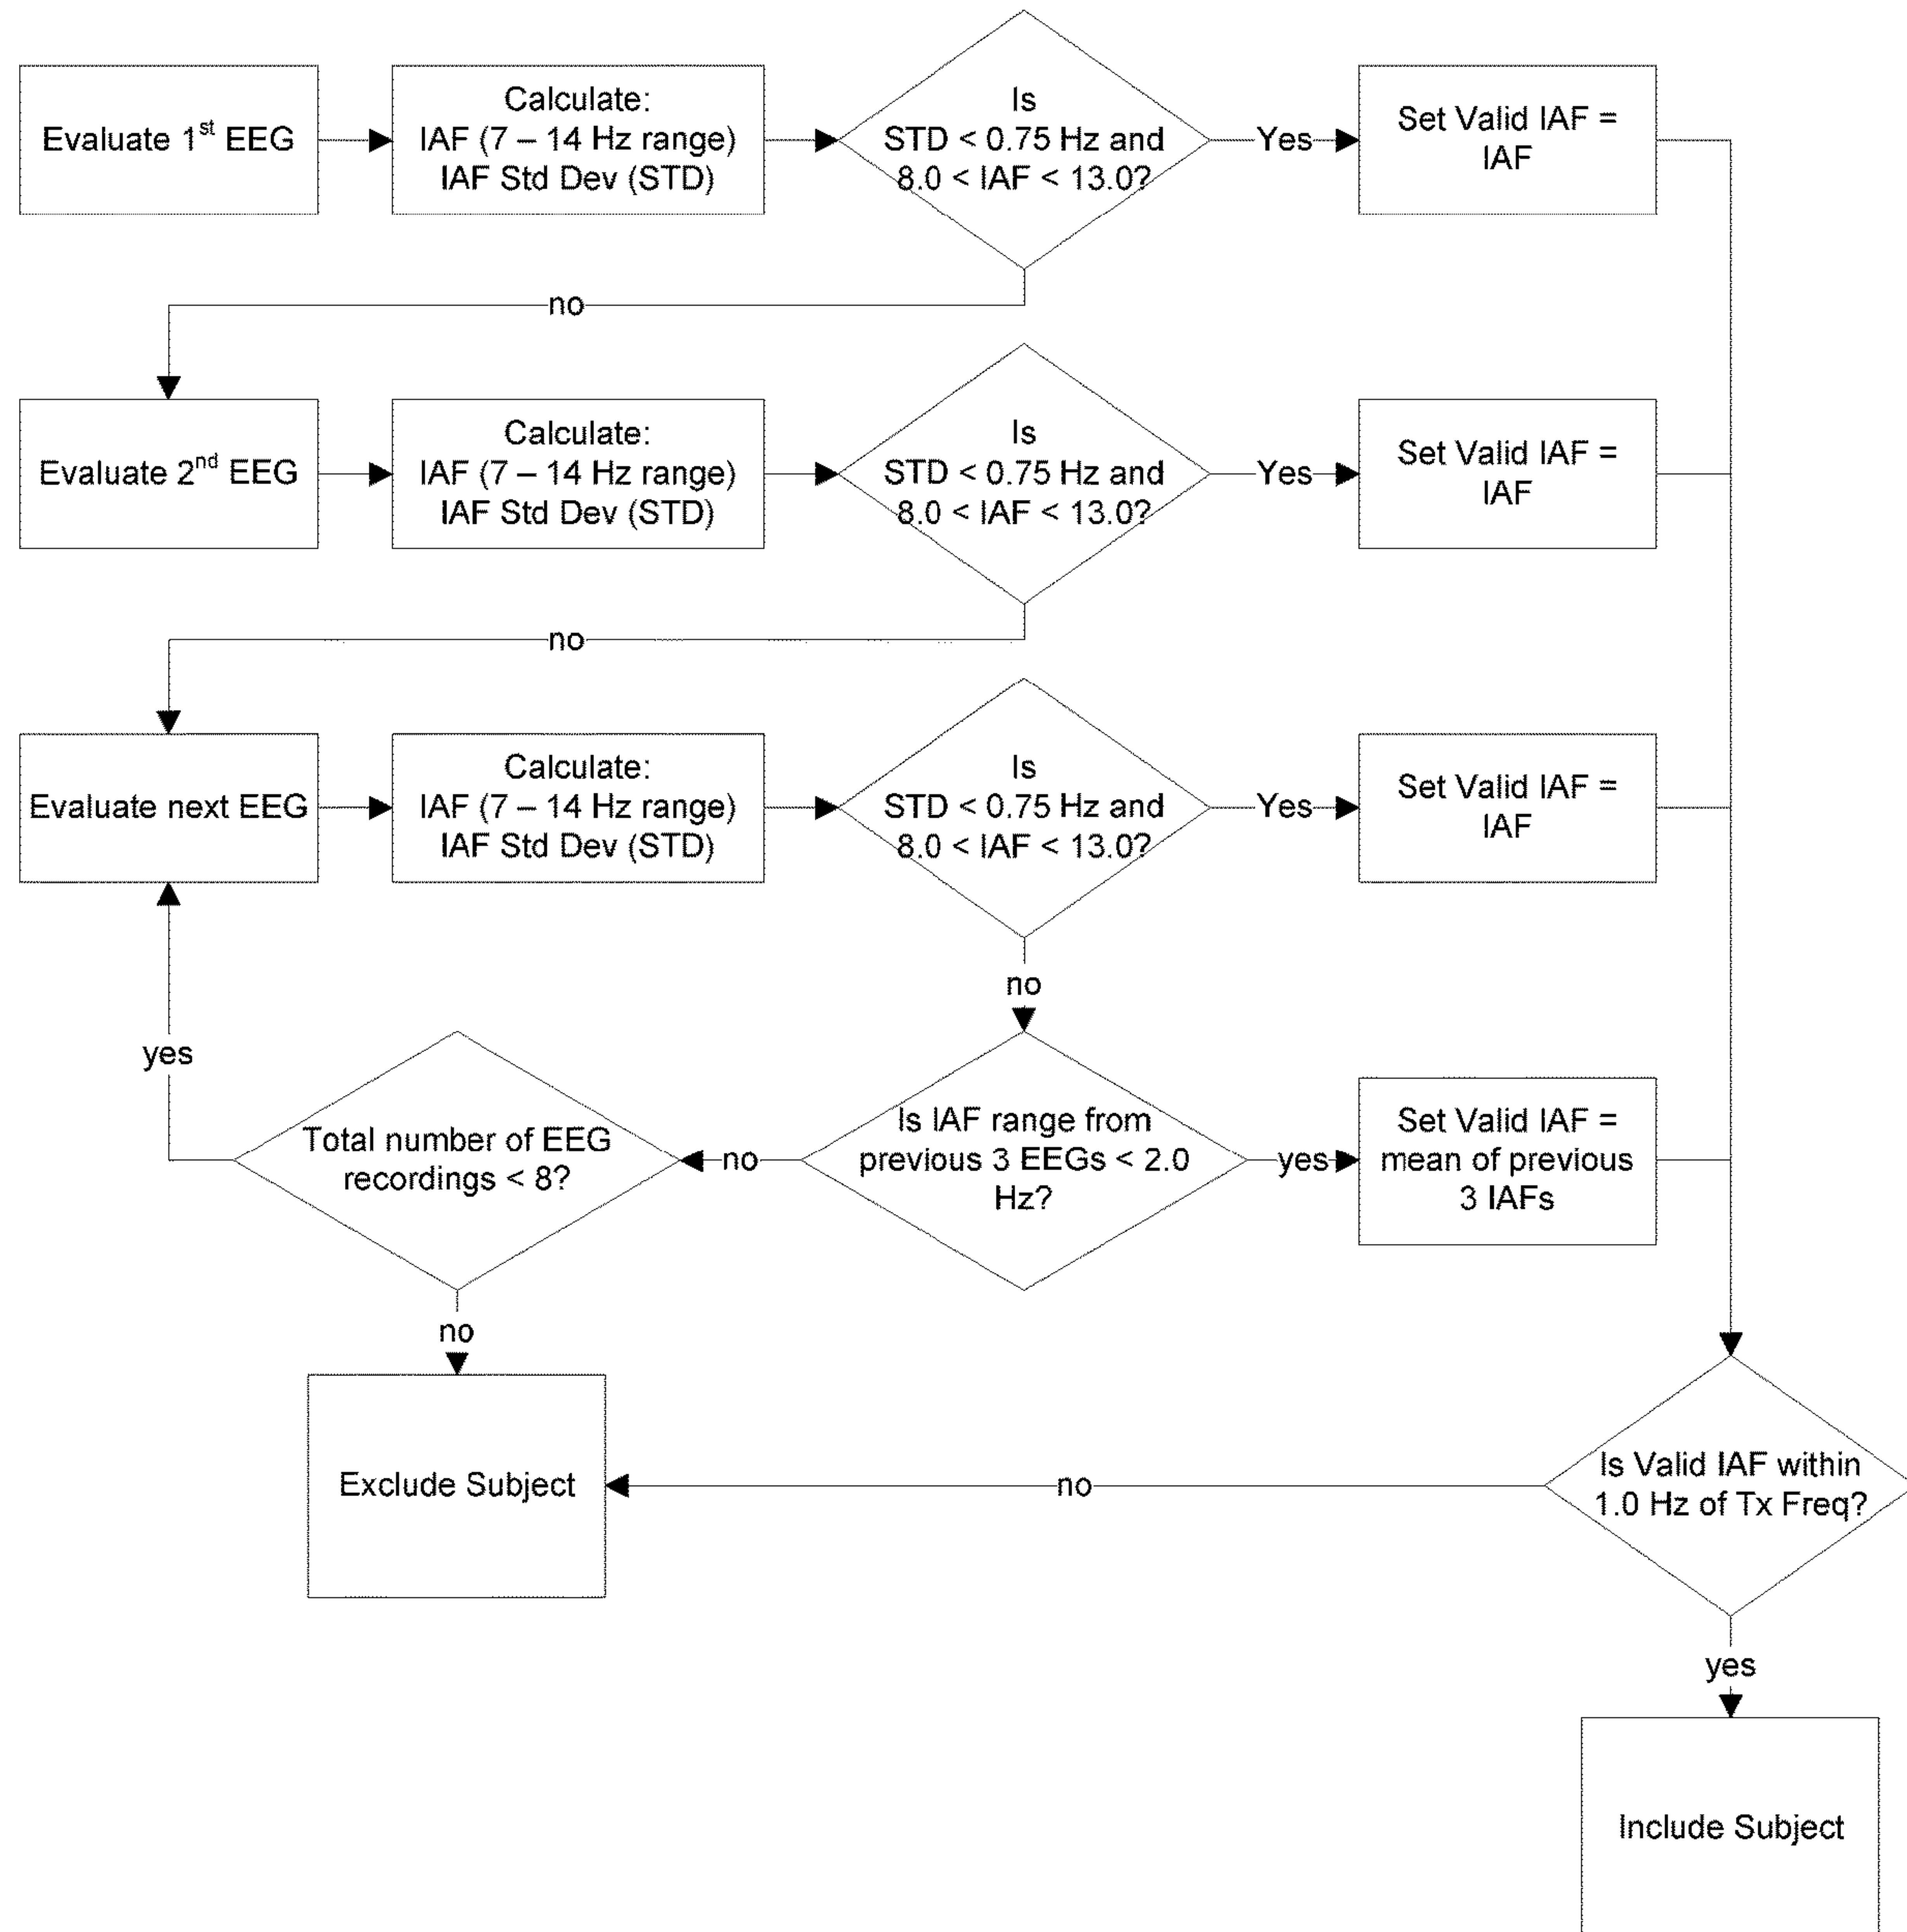 Evaluate 1st EEG
Calculate:
IAF (7 – 14 Hz range)
IAF Std Dev (STD)
Is
STD < 0.75 Hz and
8.0 < IAF < 13.0?
Yes
Set Valid IAF =
IAF
no
Evaluate 2nd EEG
Calculate:
IAF (7 – 14 Hz range)
IAF Std Dev (STD)
Is
STD < 0.75 Hz and
8.0 < IAF < 13.0?
Yes
Set Valid IAF =
IAF
no
Evaluate next EEG
Calculate:
IAF (7 – 14 Hz range)
IAF Std Dev (STD)
Is
STD < 0.75 Hz and
8.0 < IAF < 13.0?
Yes
Set Valid IAF =
IAF
no
yes
Total number of EEG
recordings < 8?
no
Is IAF range from
previous 3 EEGs < 2.0
Hz?
yes
Set Valid IAF =
mean of previous
3 IAFs
no
Exclude Subject
no
Is Valid IAF within
1.0 Hz of Tx Freq?
yes
Include Subject